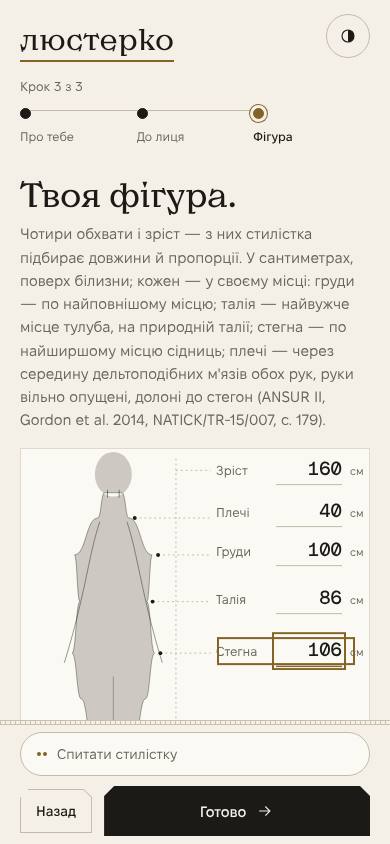 люстерко
Крок 3 з 3
Про тебе
До лиця
Фігура
Твоя фігура.
Чотири обхвати і зріст — з них стилістка
підбирає довжини й пропорції. У сантиметрах,
поверх білизни; кожен — у своєму місці: груди
— по найповнішому місцю; талія — найвужче
місце тулуба, на природній талії; стегна — по
найширшому місцю сідниць; плечі — через
середину дельтоподібних м'язів обох рук, руки
вільно опущені, долоні до стегон (ANSUR II,
Gordon et al. 2014, NATICK/TR-15/007, с. 179).
Зріст 160 см
Плечі 40 см
Груди 100 см
Талія 86 см
Стегна 106 см
Спитати стилістку
Назад
Готово →